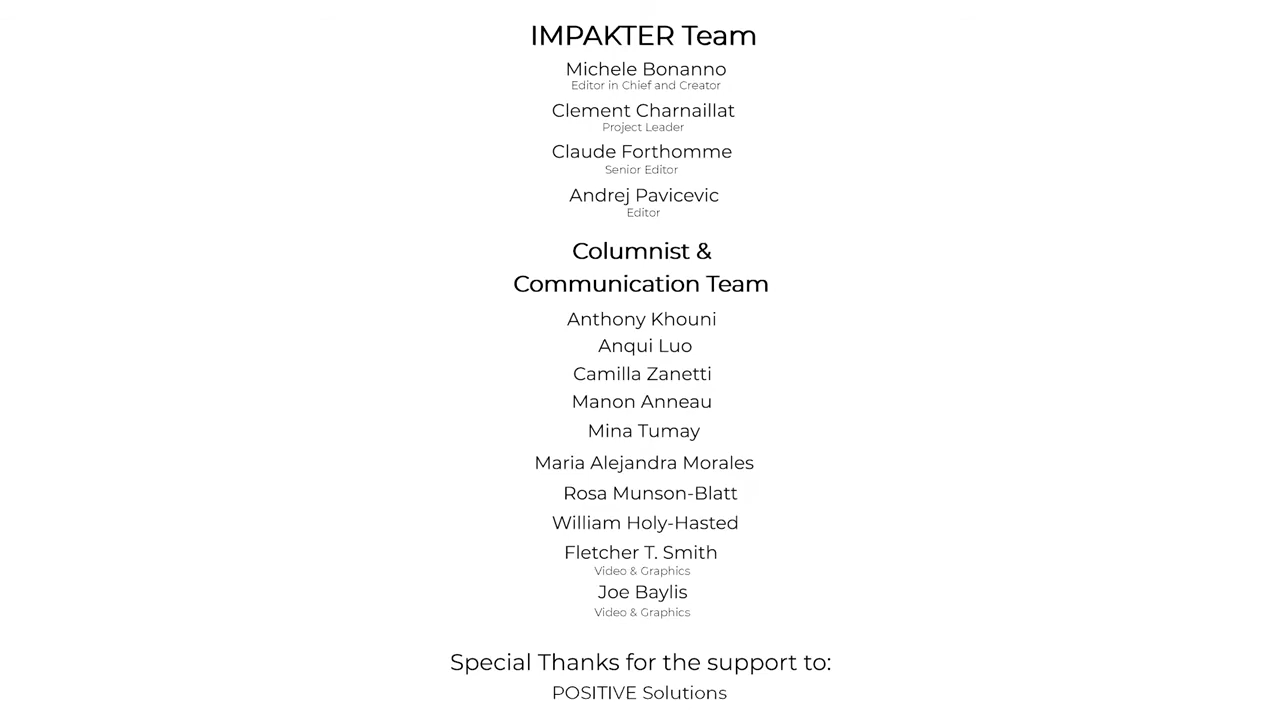 IMPAKTER Team
Michele Bonanno
Editor in Chief and Creator
Clement Charnaillat
Project Leader
Claude Forthomme
Senior Editor
Andrej Pavicevic
Editor
Columnist &
Communication Team
Anthony Khouni
Anqui Luo
Camilla Zanetti
Manon Anneau
Mina Tumay
Maria Alejandra Morales
Rosa Munson-Blatt
William Holy-Hasted
Fletcher T. Smith
Video & Graphics
Joe Baylis
Video & Graphics
Special Thanks for the support to:
POSITIVE Solutions